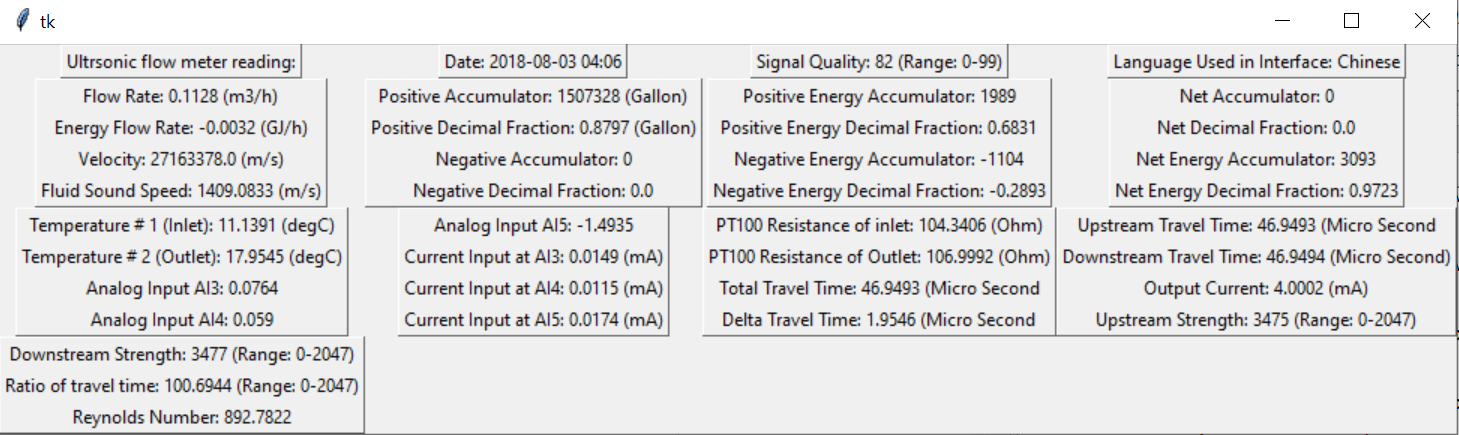 tk
Ultrsonic flow meter reading:
Date: 2018-08-03 04:06
Signal Quality: 82 (Range: 0-99)
Language Used in Interface: Chinese
Flow Rate: 0.1128 (m3/h)
Energy Flow Rate: -0.0032 (GJ/h)
Velocity: 27163378.0 (m/s)
Fluid Sound Speed: 1409.0833 (m/s)
Positive Accumulator: 1507328 (Gallon)
Positive Decimal Fraction: 0.8797 (Gallon)
Negative Accumulator: 0
Negative Decimal Fraction: 0.0
Positive Energy Accumulator: 1989
Positive Energy Decimal Fraction: 0.6831
Negative Energy Accumulator: -1104
Negative Energy Decimal Fraction: -0.2893
Net Accumulator: 0
Net Decimal Fraction: 0.0
Net Energy Accumulator: 3093
Net Energy Decimal Fraction: 0.9723
Temperature # 1 (Inlet): 11.1391 (degC)
Temperature # 2 (Outlet): 17.9545 (degC)
Analog Input AI3: 0.0764
Analog Input AI4: 0.059
Analog Input AI5: -1.4935
Current Input at AI3: 0.0149 (mA)
Current Input at AI4: 0.0115 (mA)
Current Input at AI5: 0.0174 (mA)
PT100 Resistance of inlet: 104.3406 (Ohm)
PT100 Resistance of Outlet: 106.9992 (Ohm)
Total Travel Time: 46.9493 (Micro Second
Delta Travel Time: 1.9546 (Micro Second
Upstream Travel Time: 46.9493 (Micro Second
Downstream Travel Time: 46.9494 (Micro Second)
Output Current: 4.0002 (mA)
Upstream Strength: 3475 (Range: 0-2047)
Downstream Strength: 3477 (Range: 0-2047)
Ratio of travel time: 100.6944 (Range: 0-2047)
Reynolds Number: 892.7822